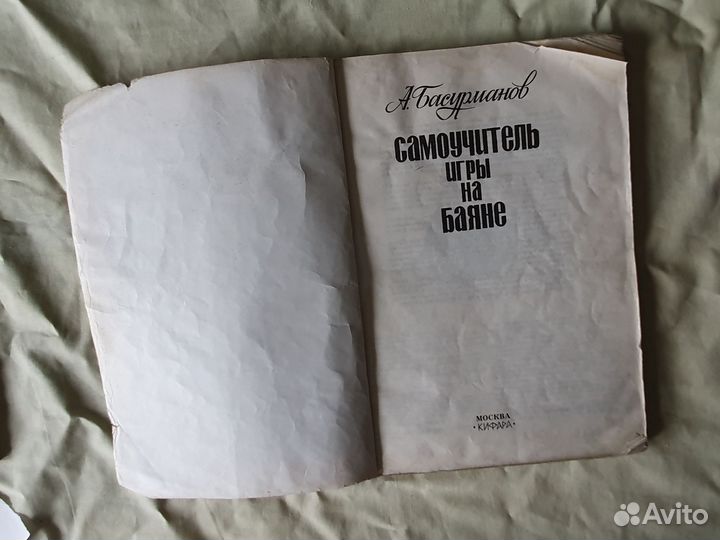 А. Басурманов
САМОУЧИТЕЛЬ
ИГРЫ
НА
БАЯНЕ
МОСКВА
• КИФАРА •
Avito